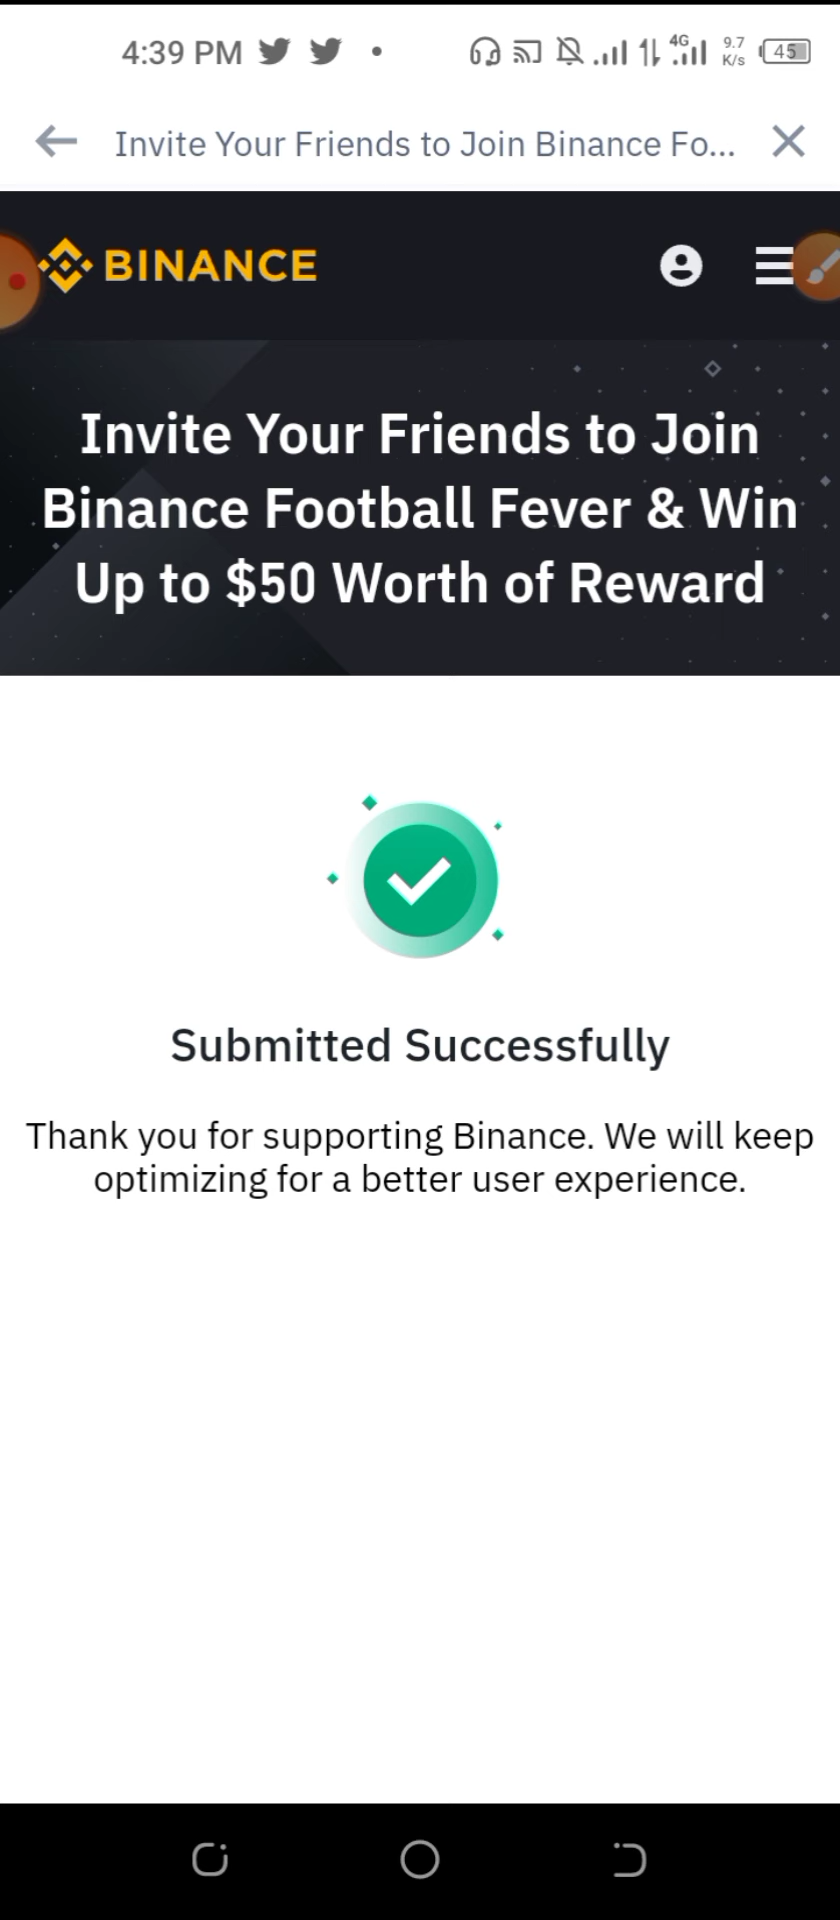 4:39 PM
4G
9.7
K/s
45
Invite Your Friends to Join Binance Fo...
BINANCE
Invite Your Friends to Join
Binance Football Fever & Win
Up to $50 Worth of Reward
Submitted Successfully
Thank you for supporting Binance. We will keep
optimizing for a better user experience.